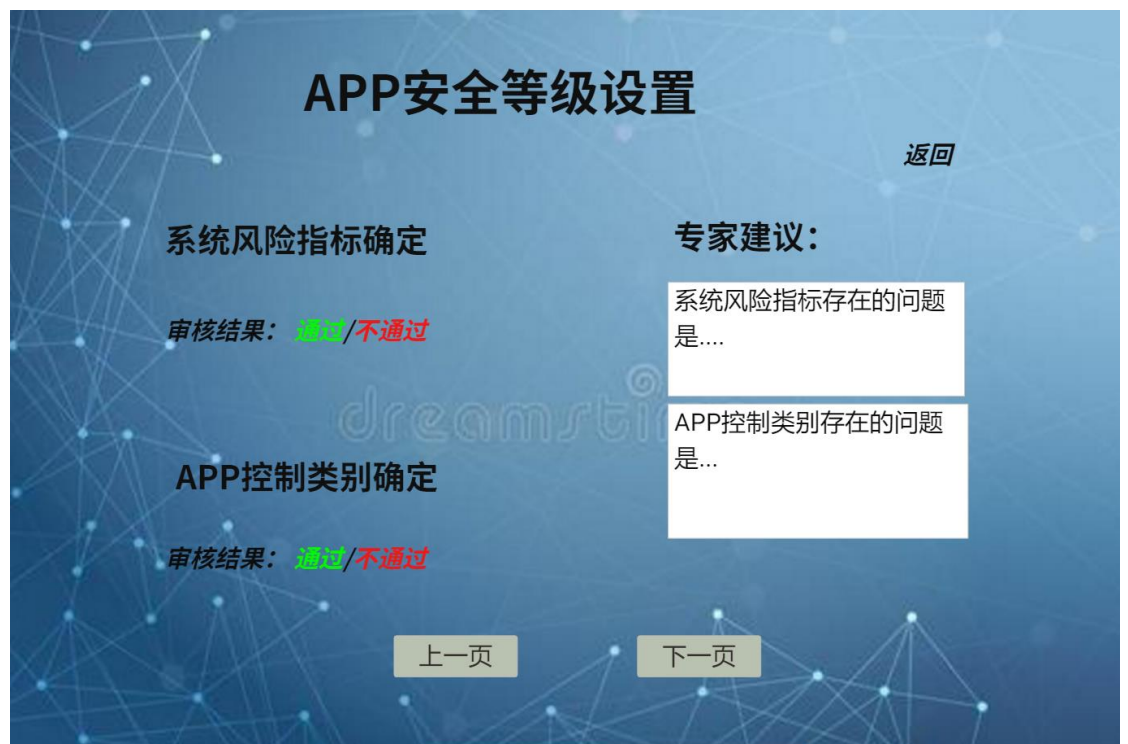 APP安全等级设置
返回
系统风险指标确定
专家建议：
审核结果： 通过/不通过
系统风险指标存在的问题
是....
APP控制类别存在的问题
是...
APP控制类别确定
审核结果： 通过/不通过
上一页
下一页